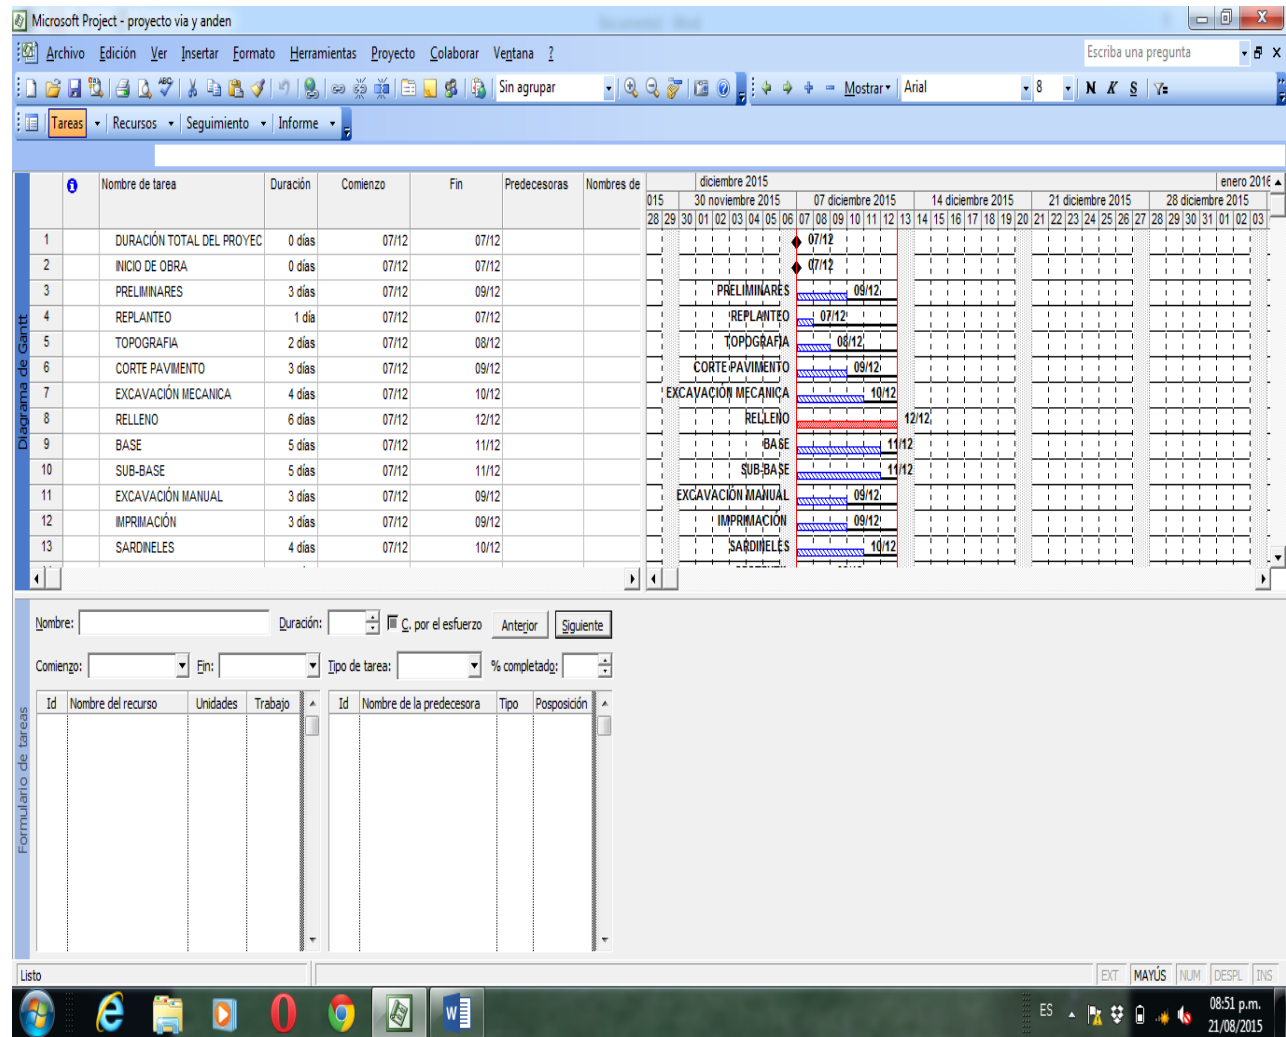 Microsoft Project - proyecto via y anden
Archivo Edición Ver Insertar Formato Herramientas Proyecto Colaborar Ventana ?
Escriba una pregunta
Sin agrupar Mostrar Arial 8 N K S
Tareas Recursos Seguimiento Informe
Nombre de tarea Duración Comienzo Fin Predecesoras Nombres de
diciembre 2015 enero 2016
015 30 noviembre 2015 07 diciembre 2015 14 diciembre 2015 21 diciembre 2015 28 diciembre 2015
28 29 30 01 02 03 04 05 06 07 08 09 10 11 12 13 14 15 16 17 18 19 20 21 22 23 24 25 26 27 28 29 30 31 01 02 03
1 DURACIÓN TOTAL DEL PROYEC 0 días 07/12 07/12 07/12
2 INICIO DE OBRA 0 días 07/12 07/12 07/12
3 PRELIMINARES 3 días 07/12 09/12 PRELIMINARES 09/12
4 REPLANTEO 1 día 07/12 07/12 REPLANTEO 07/12
5 TOPOGRAFIA 2 días 07/12 08/12 TOPOGRAFIA 08/12
6 CORTE PAVIMENTO 3 días 07/12 09/12 CORTE PAVIMENTO 09/12
7 EXCAVACIÓN MECANICA 4 días 07/12 10/12 EXCAVACIÓN MECANICA 10/12
8 RELLENO 6 días 07/12 12/12 RELLENO 12/12
9 BASE 5 días 07/12 11/12 BASE 11/12
10 SUB-BASE 5 días 07/12 11/12 SUB-BASE 11/12
11 EXCAVACIÓN MANUAL 3 días 07/12 09/12 EXCAVACIÓN MANUAL 09/12
12 IMPRIMACIÓN 3 días 07/12 09/12 IMPRIMACIÓN 09/12
13 SARDINELES 4 días 07/12 10/12 SARDINELES 10/12
Diagrama de Gantt
Nombre: Duración: C. por el esfuerzo Anterior Siguiente
Comienzo: Fin: Tipo de tarea: % completado:
Id Nombre del recurso Unidades Trabajo Id Nombre de la predecesora Tipo Posposición
Formulario de tareas
Listo EXT MAYÚS NUM DESPL INS
ES 08:51 p.m.
21/08/2015